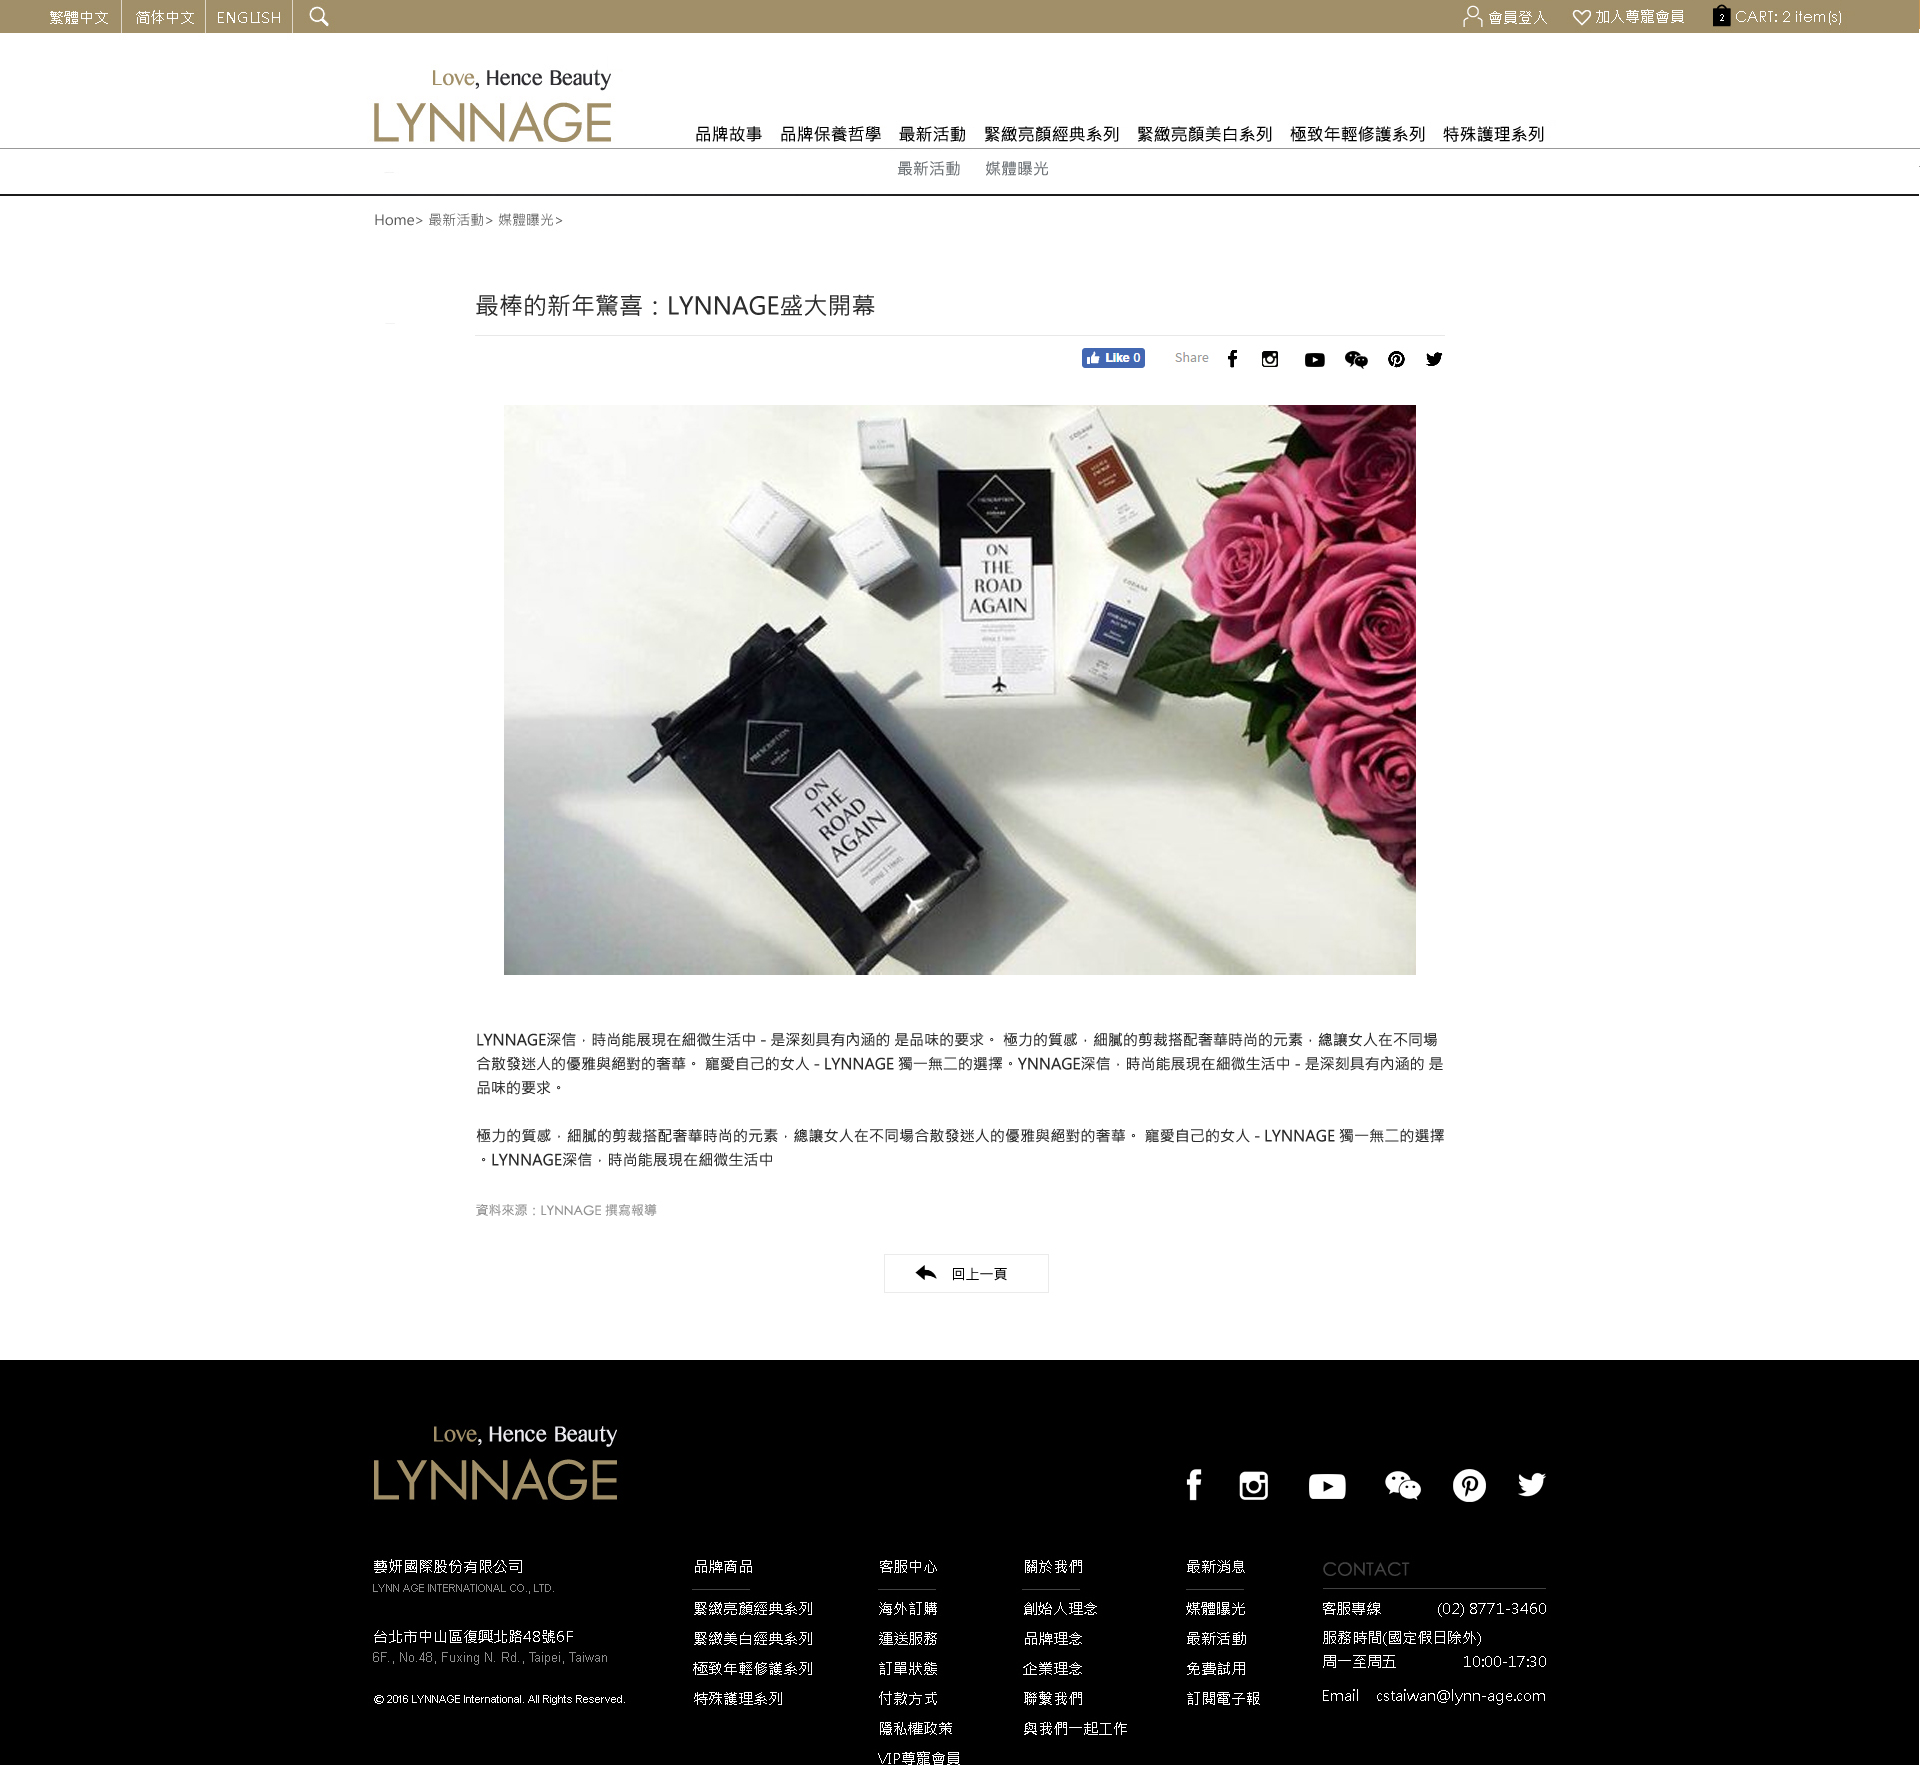 繁體中文 简体中文 ENGLISH 會員登入 加入尊寵會員 2 CART: 2 item(s)
Love, Hence Beauty
LYNNAGE
品牌故事 品牌保養哲學 最新活動 緊緻亮顏經典系列 緊緻亮顏美白系列 極致年輕修護系列 特殊護理系列
最新活動 媒體曝光
Home> 最新活動> 媒體曝光>
最棒的新年驚喜：LYNNAGE盛大開幕
Like 0 Share
CODAGE
PRESCRIPTION
CODAGE
ON
THE
ROAD
AGAIN
CODAGE
PRESCRIPTION
CODAGE
ON
THE
ROAD
AGAIN
LYNNAGE深信，時尚能展現在細微生活中 - 是深刻具有內涵的 是品味的要求。 極力的質感，細膩的剪裁搭配奢華時尚的元素，總讓女人在不同場
合散發迷人的優雅與絕對的奢華。 寵愛自己的女人 - LYNNAGE 獨一無二的選擇。YNNAGE深信，時尚能展現在細微生活中 - 是深刻具有內涵的 是
品味的要求。
極力的質感，細膩的剪裁搭配奢華時尚的元素，總讓女人在不同場合散發迷人的優雅與絕對的奢華。 寵愛自己的女人 - LYNNAGE 獨一無二的選擇
。LYNNAGE深信，時尚能展現在細微生活中
資料來源：LYNNAGE 撰寫報導
回上一頁
Love, Hence Beauty
LYNNAGE
藝妍國際股份有限公司
LYNN AGE INTERNATIONAL CO., LTD.
台北市中山區復興北路48號6F
6F., No.48, Fuxing N. Rd., Taipei, Taiwan
© 2016 LYNNAGE International. All Rights Reserved.
品牌商品
緊緻亮顏經典系列
緊緻美白經典系列
極致年輕修護系列
特殊護理系列
客服中心
海外訂購
運送服務
訂單狀態
付款方式
隱私權政策
VIP尊寵會員
關於我們
創始人理念
品牌理念
企業理念
聯繫我們
與我們一起工作
最新消息
媒體曝光
最新活動
免費試用
訂閱電子報
CONTACT
客服專線 (02) 8771-3460
服務時間(國定假日除外)
周一至周五 10:00-17:30
Email cstaiwan@lynn-age.com